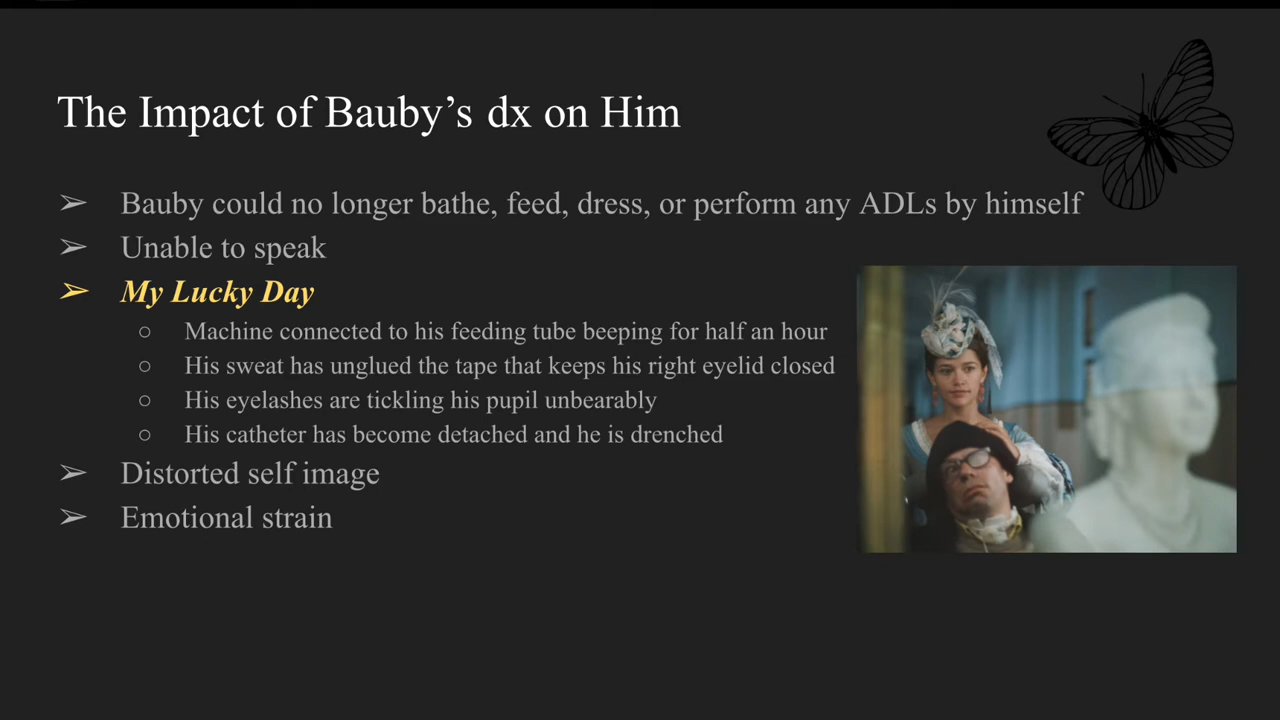 The Impact of Bauby’s dx on Him
➢ Bauby could no longer bathe, feed, dress, or perform any ADLs by himself
➢ Unable to speak
➢ My Lucky Day
○ Machine connected to his feeding tube beeping for half an hour
○ His sweat has unglued the tape that keeps his right eyelid closed
○ His eyelashes are tickling his pupil unbearably
○ His catheter has become detached and he is drenched
➢ Distorted self image
➢ Emotional strain